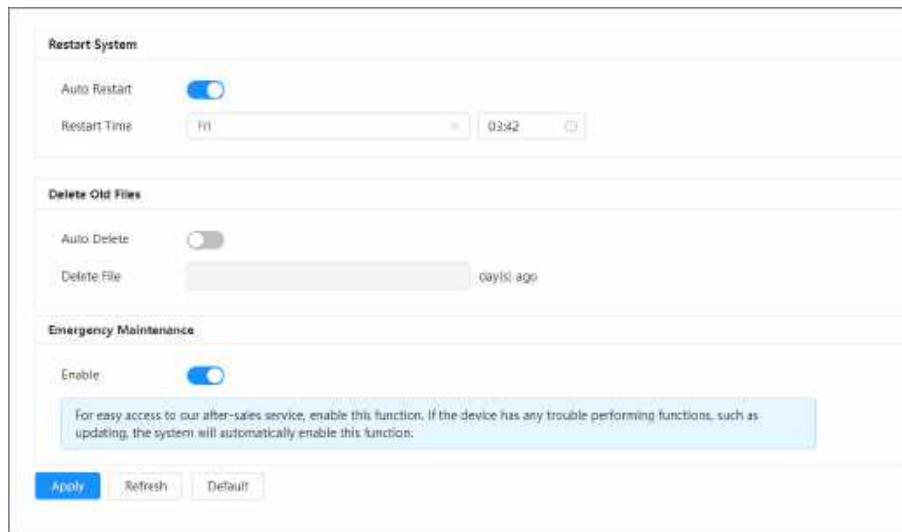 Restart System
Auto Restart
Restart Time Fri 03:42
Delete Old Files
Auto Delete
Delete File day(s) ago
Emergency Maintenance
Enable
For easy access to our after-sales service, enable this function. If the device has any trouble performing functions, such as
updating, the system will automatically enable this function.
Apply Refresh Default